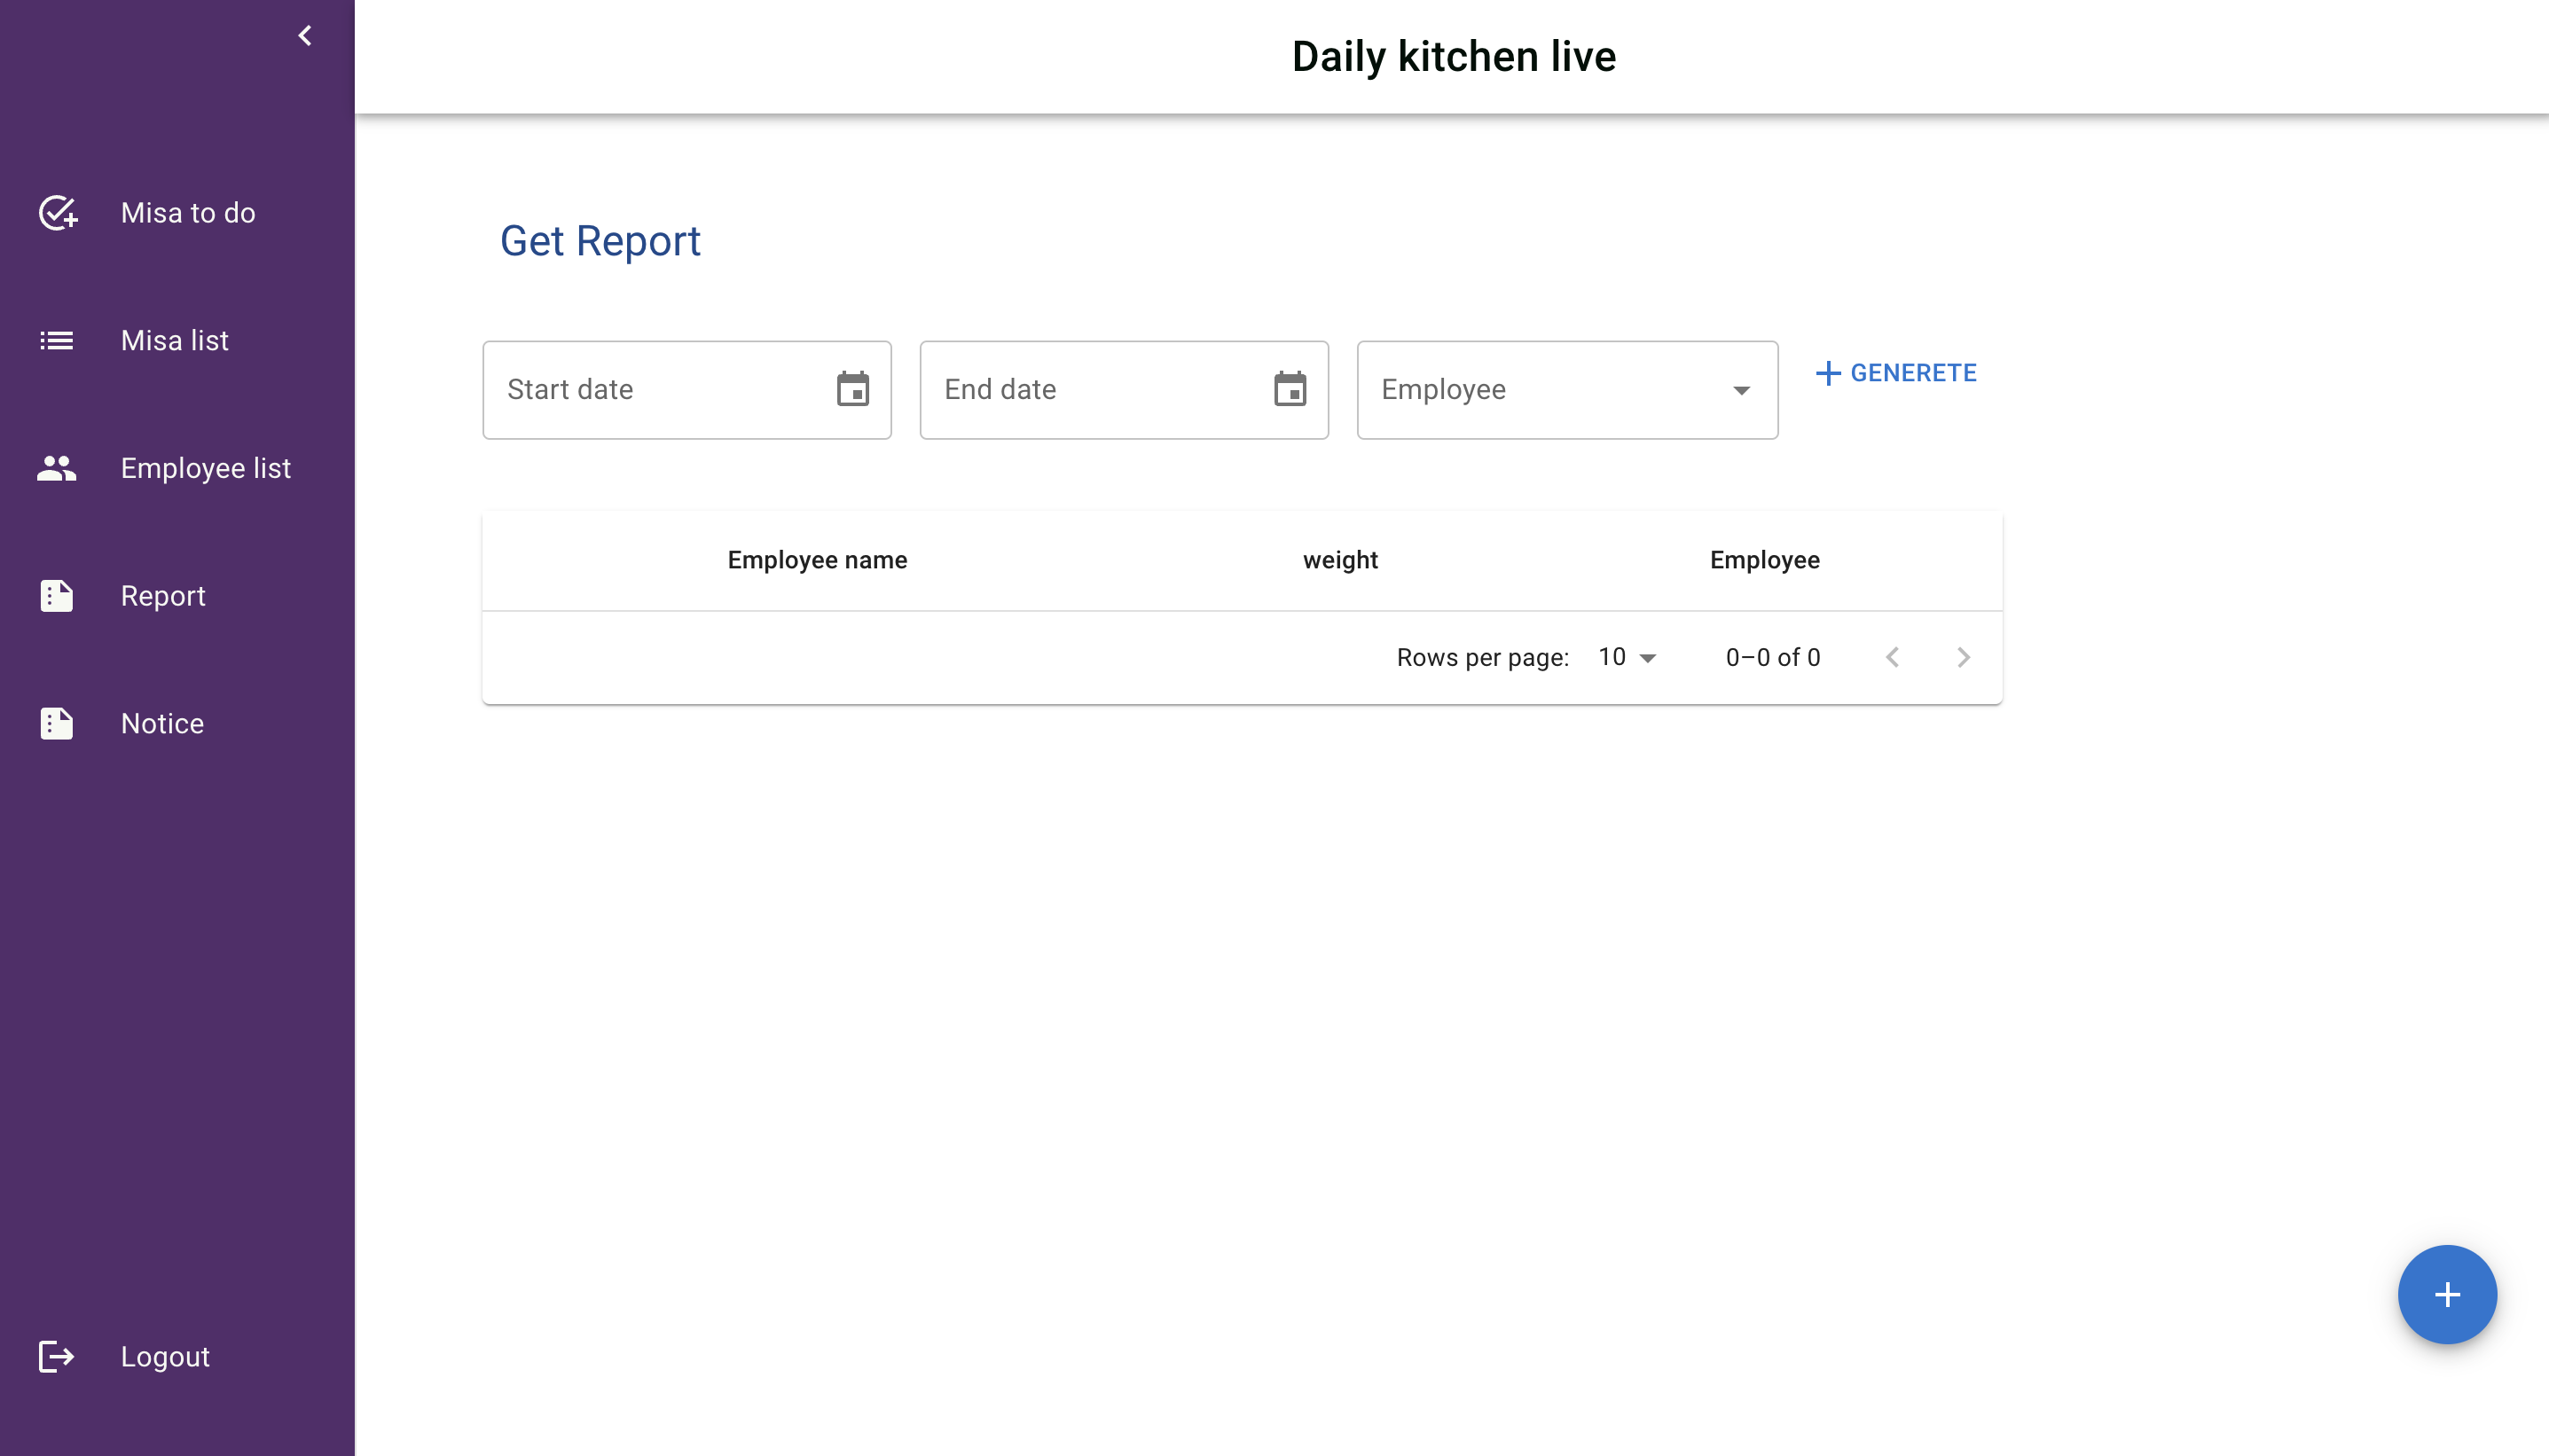 Daily kitchen live
Misa to do
Misa list
Employee list
Report
Notice
Logout
Get Report
Start date
End date
Employee
GENERETE
Employee name weight Employee
Rows per page: 10 0–0 of 0